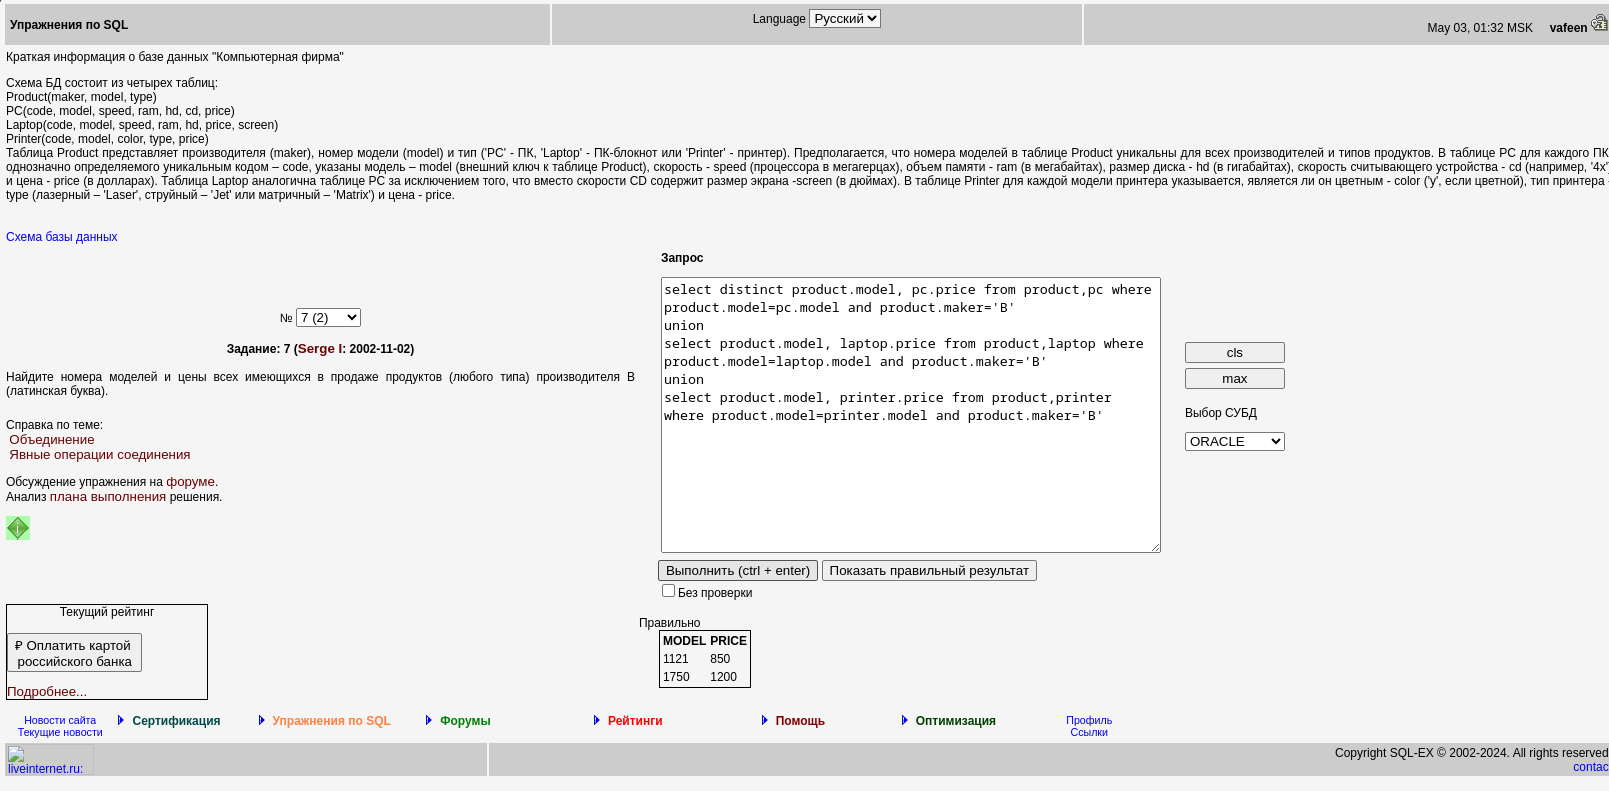 Упражнения по SQL
Language Русский
May 03, 01:32 MSK vafeen
Краткая информация о базе данных "Компьютерная фирма"
Схема БД состоит из четырех таблиц:
Product(maker, model, type)
PC(code, model, speed, ram, hd, cd, price)
Laptop(code, model, speed, ram, hd, price, screen)
Printer(code, model, color, type, price)
Таблица Product представляет производителя (maker), номер модели (model) и тип ('PC' - ПК, 'Laptop' - ПК-блокнот или 'Printer' - принтер). Предполагается, что номера моделей в таблице Product уникальны для всех производителей и типов продуктов. В таблице PC для каждого ПК,
однозначно определяемого уникальным кодом – code, указаны модель – model (внешний ключ к таблице Product), скорость - speed (процессора в мегагерцах), объем памяти - ram (в мегабайтах), размер диска - hd (в гигабайтах), скорость считывающего устройства - cd (например, '4x')
и цена - price (в долларах). Таблица Laptop аналогична таблице РС за исключением того, что вместо скорости CD содержит размер экрана -screen (в дюймах). В таблице Printer для каждой модели принтера указывается, является ли он цветным - color ('y', если цветной), тип принтера -
type (лазерный – 'Laser', струйный – 'Jet' или матричный – 'Matrix') и цена - price.
Схема базы данных
№ 7 (2)
Задание: 7 (Serge I: 2002-11-02)
Найдите номера моделей и цены всех имеющихся в продаже продуктов (любого типа) производителя B
(латинская буква).
Справка по теме:
Объединение
Явные операции соединения
Обсуждение упражнения на форуме.
Анализ плана выполнения решения.
Запрос
select distinct product.model, pc.price from product,pc where
product.model=pc.model and product.maker='B'
union
select product.model, laptop.price from product,laptop where
product.model=laptop.model and product.maker='B'
union
select product.model, printer.price from product,printer
where product.model=printer.model and product.maker='B'
cls
max
Выбор СУБД
ORACLE
Выполнить (ctrl + enter) Показать правильный результат
Без проверки
Текущий рейтинг
₽ Оплатить картой
российского банка
Подробнее...
Правильно
MODEL PRICE
1121 850
1750 1200
Новости сайта
Текущие новости
Сертификация
Упражнения по SQL
Форумы
Рейтинги
Помощь
Оптимизация
Профиль
Ссылки
liveinternet.ru:
Copyright SQL-EX © 2002-2024. All rights reserved
contac